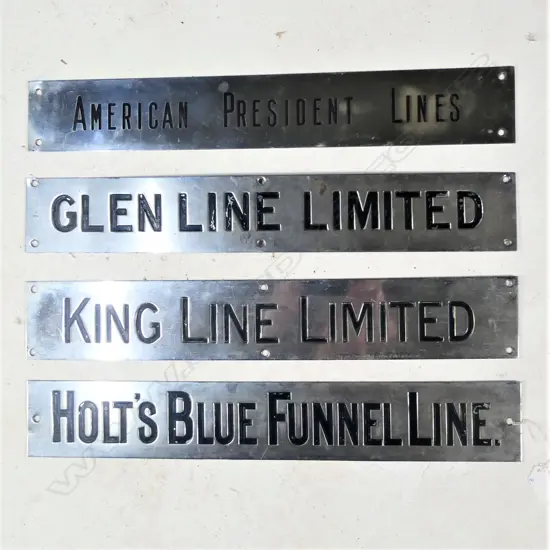 AMERICAN PRESIDENT LINES
GLEN LINE LIMITED
KING LINE LIMITED
HOLT'S BLUE FUNNEL LINE.